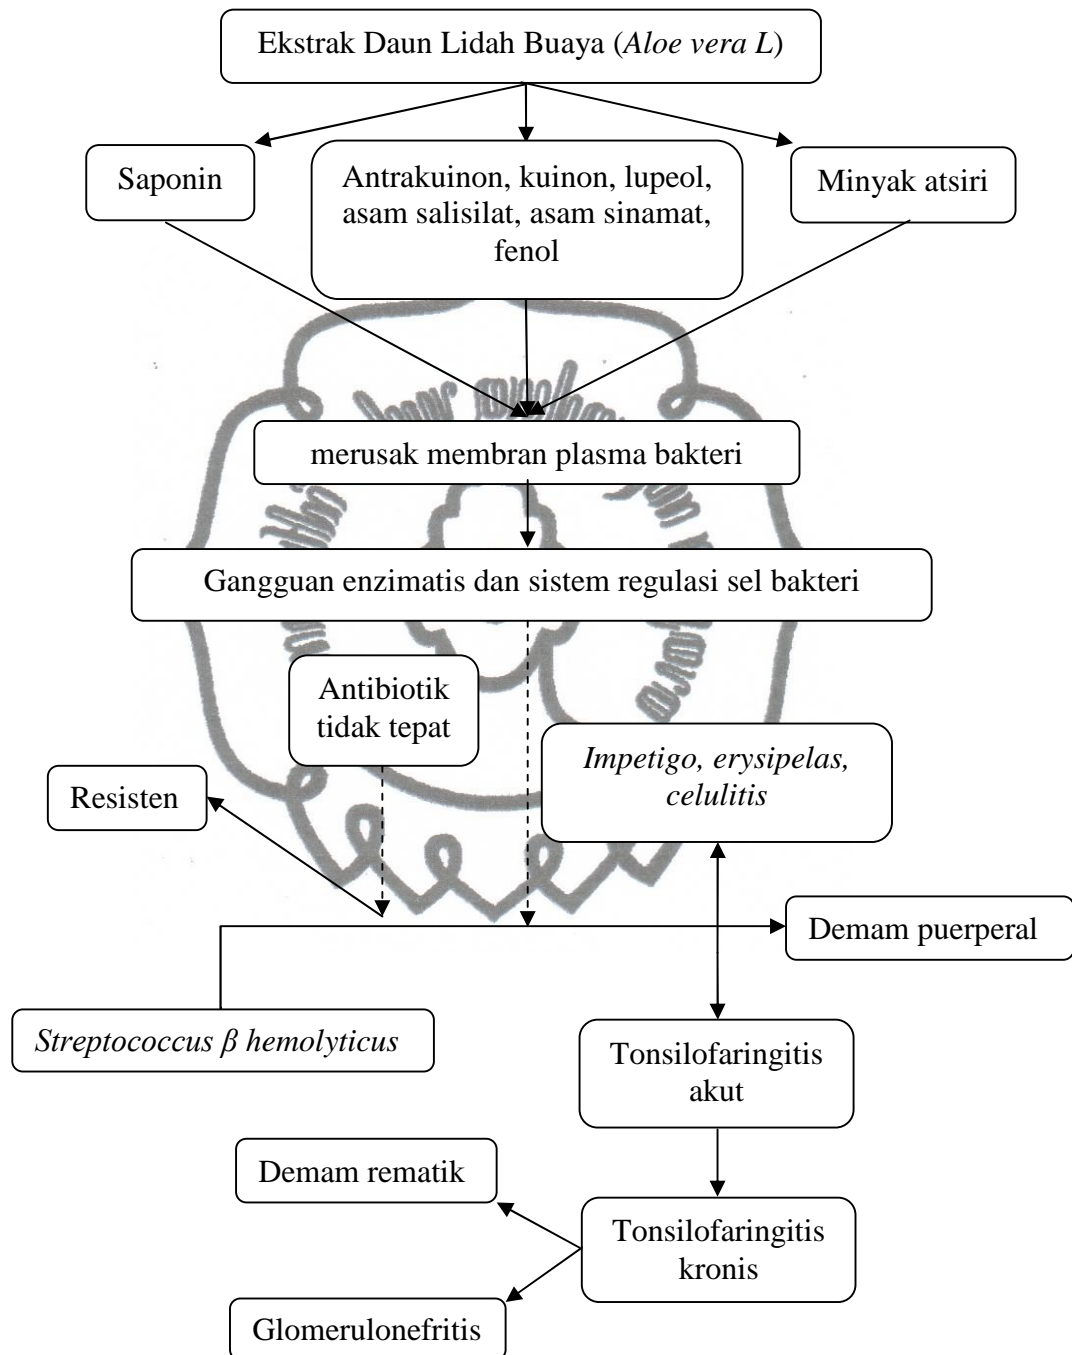 Ekstrak Daun Lidah Buaya (Aloe vera L)
Saponin
Antrakuinon, kuinon, lupeol,
asam salisilat, asam sinamat,
fenol
Minyak atsiri
merusak membran plasma bakteri
Gangguan enzimatis dan sistem regulasi sel bakteri
Antibiotik
tidak tepat
Impetigo, erysipelas,
celulitis
Resisten
Demam puerperal
Streptococcus β hemolyticus
Tonsilofaringitis
akut
Demam rematik
Tonsilofaringitis
kronis
Glomerulonefritis